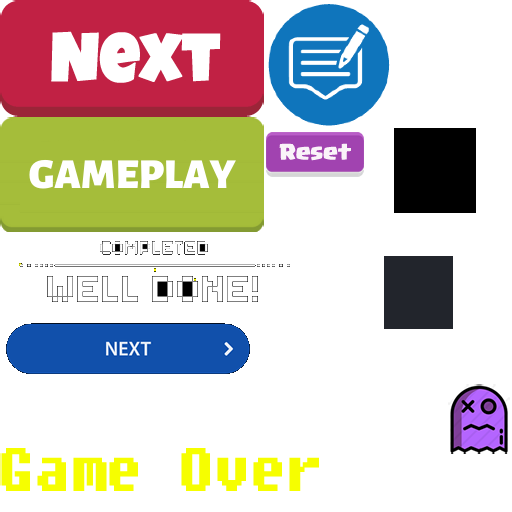 Next
GAMEPLAY
Reset
COMPLETED
WELL DONE!
NEXT
Game Over